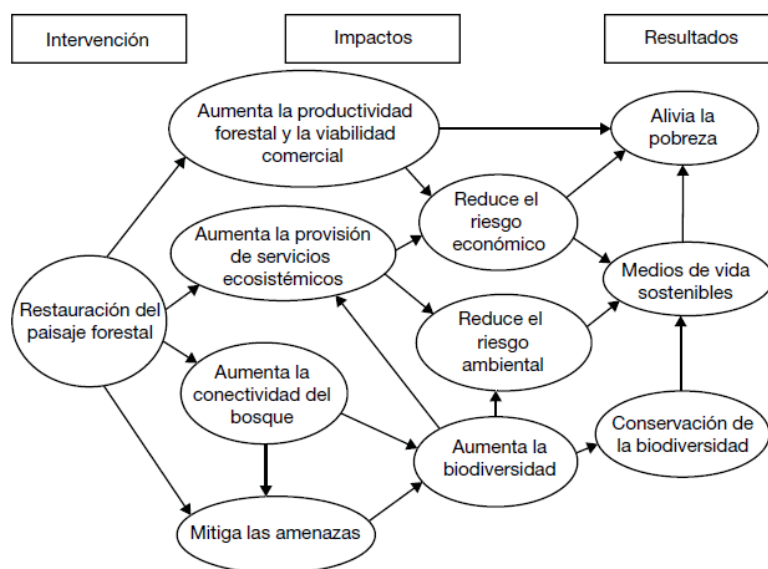 Intervención
Impactos
Resultados
Aumenta la productividad
forestal y la viabilidad
comercial
Alivia la
pobreza
Reduce el
riesgo
económico
Aumenta la provisión
de servicios
ecosistémicos
Medios de vida
sostenibles
Restauración del
paisaje forestal
Reduce el
riesgo
ambiental
Aumenta la
conectividad del
bosque
Aumenta la
biodiversidad
Conservación de
la biodiversidad
Mitiga las amenazas